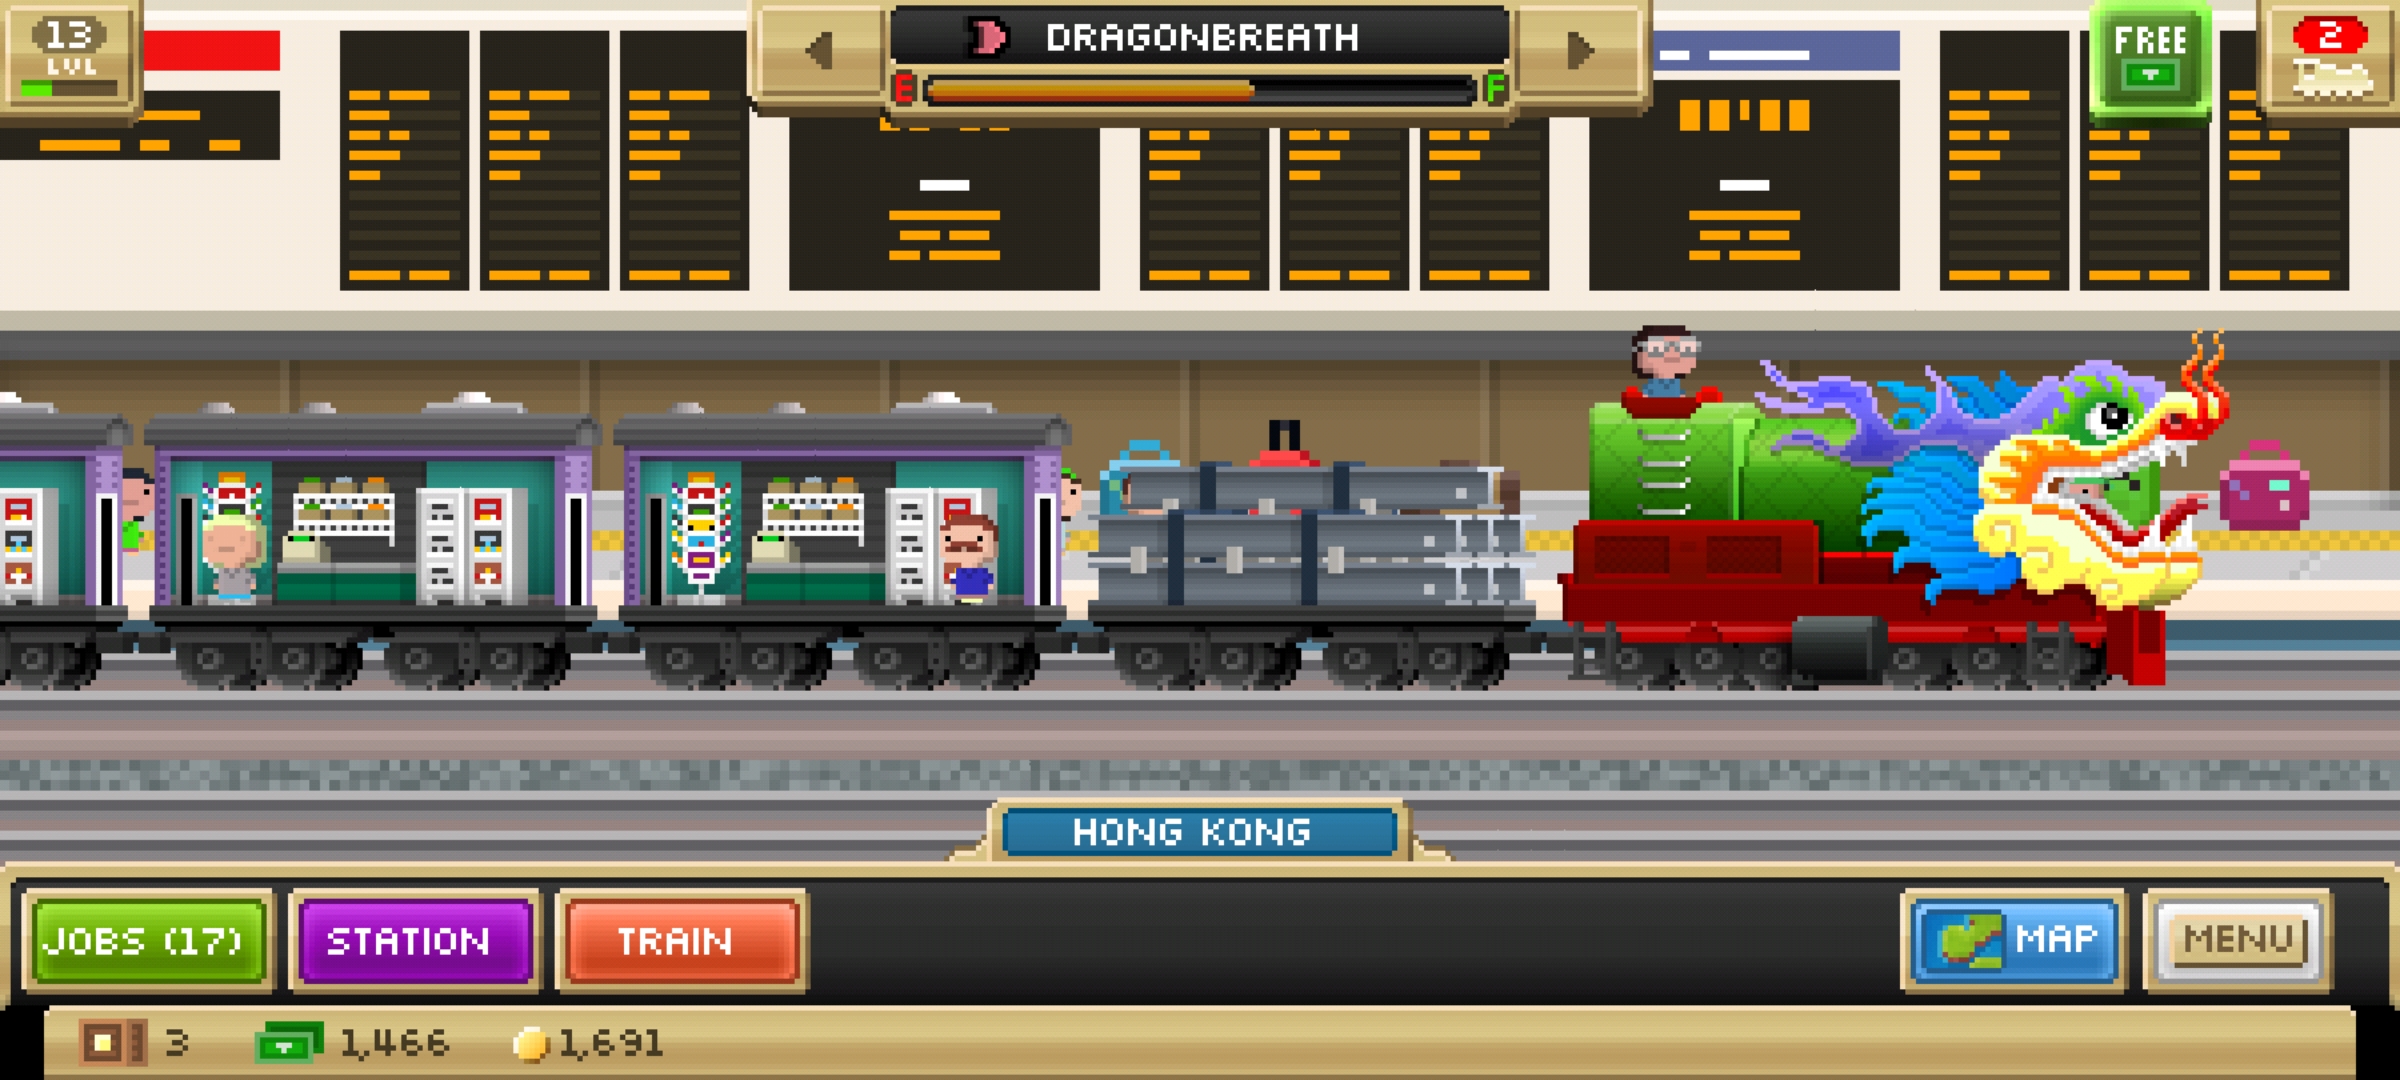 13
LVL
DRAGONBREATH
E F
FREE
2
HONG KONG
JOBS (17)
STATION
TRAIN
MAP
MENU
3
1,466
1,691